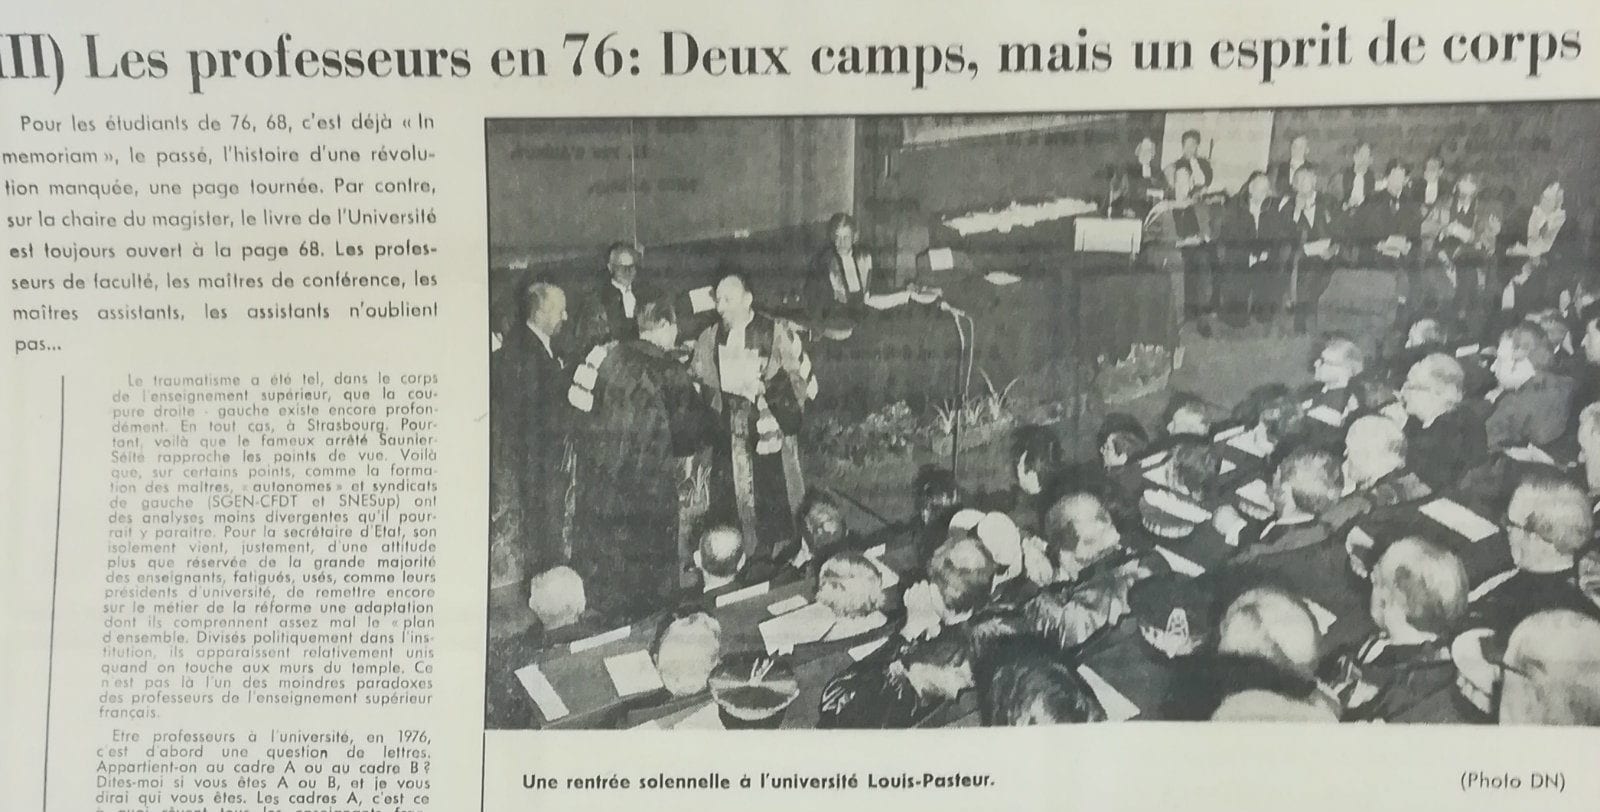 II) Les professeurs en 76: Deux camps, mais un esprit de corps
Pour les étudiants de 76, 68, c'est déjà « In
memoriam », le passé, l'histoire d'une révolu-
tion manquée, une page tournée. Par contre,
sur la chaire du magister, le livre de l'Université
est toujours ouvert à la page 68. Les profes-
seurs de faculté, les maîtres de conférence, les
maîtres assistants, les assistants n'oublient
pas...
Le traumatisme a été tel, dans le corps
de l'enseignement supérieur, que la cou-
pure droite - gauche existe encore profon-
dément. En tout cas, à Strasbourg. Pour-
tant, voilà que le fameux arrêté Saunier-
Séité rapproche les points de vue. Voilà
que, sur certains points, comme la forma-
tion des maîtres, « autonomes » et syndicats
de gauche (SGEN-CFDT et SNESup) ont
des analyses moins divergentes qu'il pour-
rait y paraitre. Pour la secrétaire d'Etat, son
isolement vient, justement, d'une attitude
plus que réservée de la grande majorité
des enseignants, fatigués, usés, comme leurs
présidents d'université, de remettre encore
sur le métier de la réforme une adaptation
dont ils comprennent assez mal le « plan
d'ensemble. Divisés politiquement dans l'ins-
titution, ils apparaissent relativement unis
quand on touche aux murs du temple. Ce
n'est pas là l'un des moindres paradoxes
des professeurs de l'enseignement supérieur
français.
Etre professeurs à l'université, en 1976,
c'est d'abord une question de lettres.
Appartient-on au cadre A ou au cadre B ?
Dites-moi si vous êtes A ou B, et je vous
dirai qui vous êtes. Les cadres A, c'est ce
Une rentrée solennelle à l'université Louis-Pasteur.
(Photo DN)